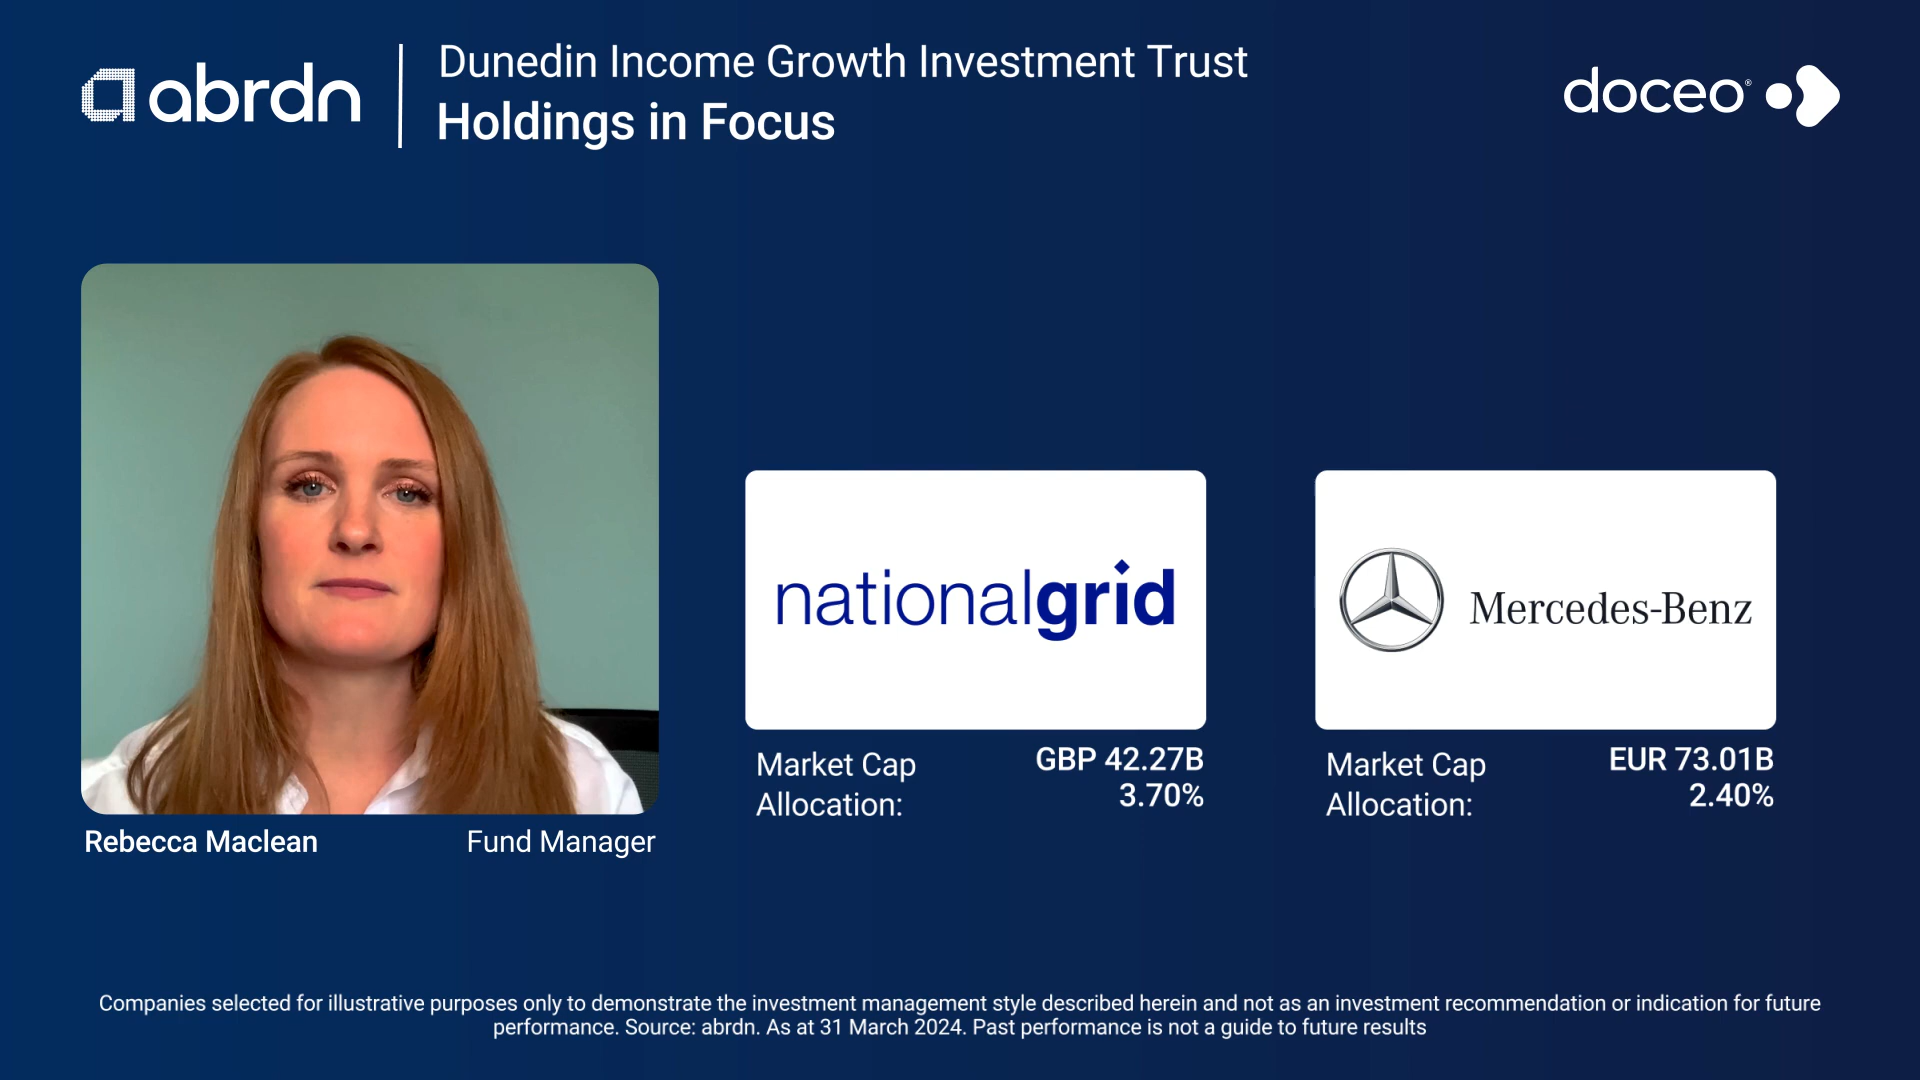 abrdn
Dunedin Income Growth Investment Trust
Holdings in Focus
doceo®
nationalgrid
Mercedes-Benz
Market Cap GBP 42.27B
Allocation: 3.70%
Market Cap EUR 73.01B
Allocation: 2.40%
Rebecca Maclean Fund Manager
Companies selected for illustrative purposes only to demonstrate the investment management style described herein and not as an investment recommendation or indication for future
performance. Source: abrdn. As at 31 March 2024. Past performance is not a guide to future results